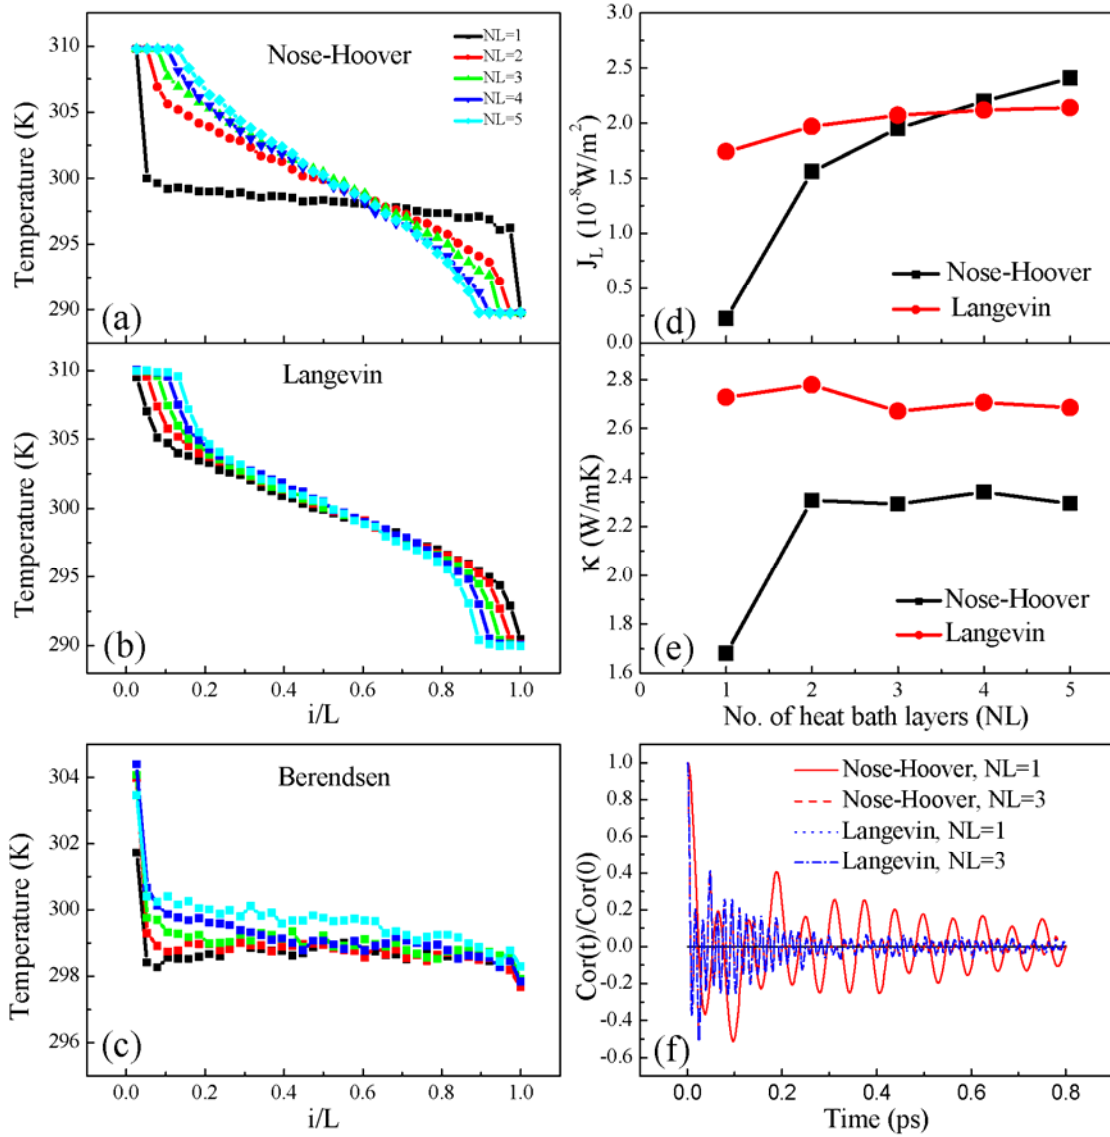 Nose-Hoover
NL=1
NL=2
NL=3
NL=4
NL=5
310
305
300
295
290
Temperature (K)
(a)
Langevin
310
305
300
295
290
Temperature (K)
(b)
0.0 0.2 0.4 0.6 0.8 1.0
i/L
Berendsen
304
302
300
298
296
Temperature (K)
(c)
0.0 0.2 0.4 0.6 0.8 1.0
i/L
3.0
2.5
2.0
1.5
1.0
0.5
0.0
J_L (10^-8W/m^2)
Nose-Hoover
Langevin
(d)
2.8
2.6
2.4
2.2
2.0
1.8
1.6
κ (W/mK)
Nose-Hoover
Langevin
(e)
0 1 2 3 4 5
No. of heat bath layers (NL)
1.0
0.8
0.6
0.4
0.2
0.0
-0.2
-0.4
-0.6
Cor(t)/Cor(0)
Nose-Hoover, NL=1
Nose-Hoover, NL=3
Langevin, NL=1
Langevin, NL=3
(f)
0.0 0.2 0.4 0.6 0.8
Time (ps)